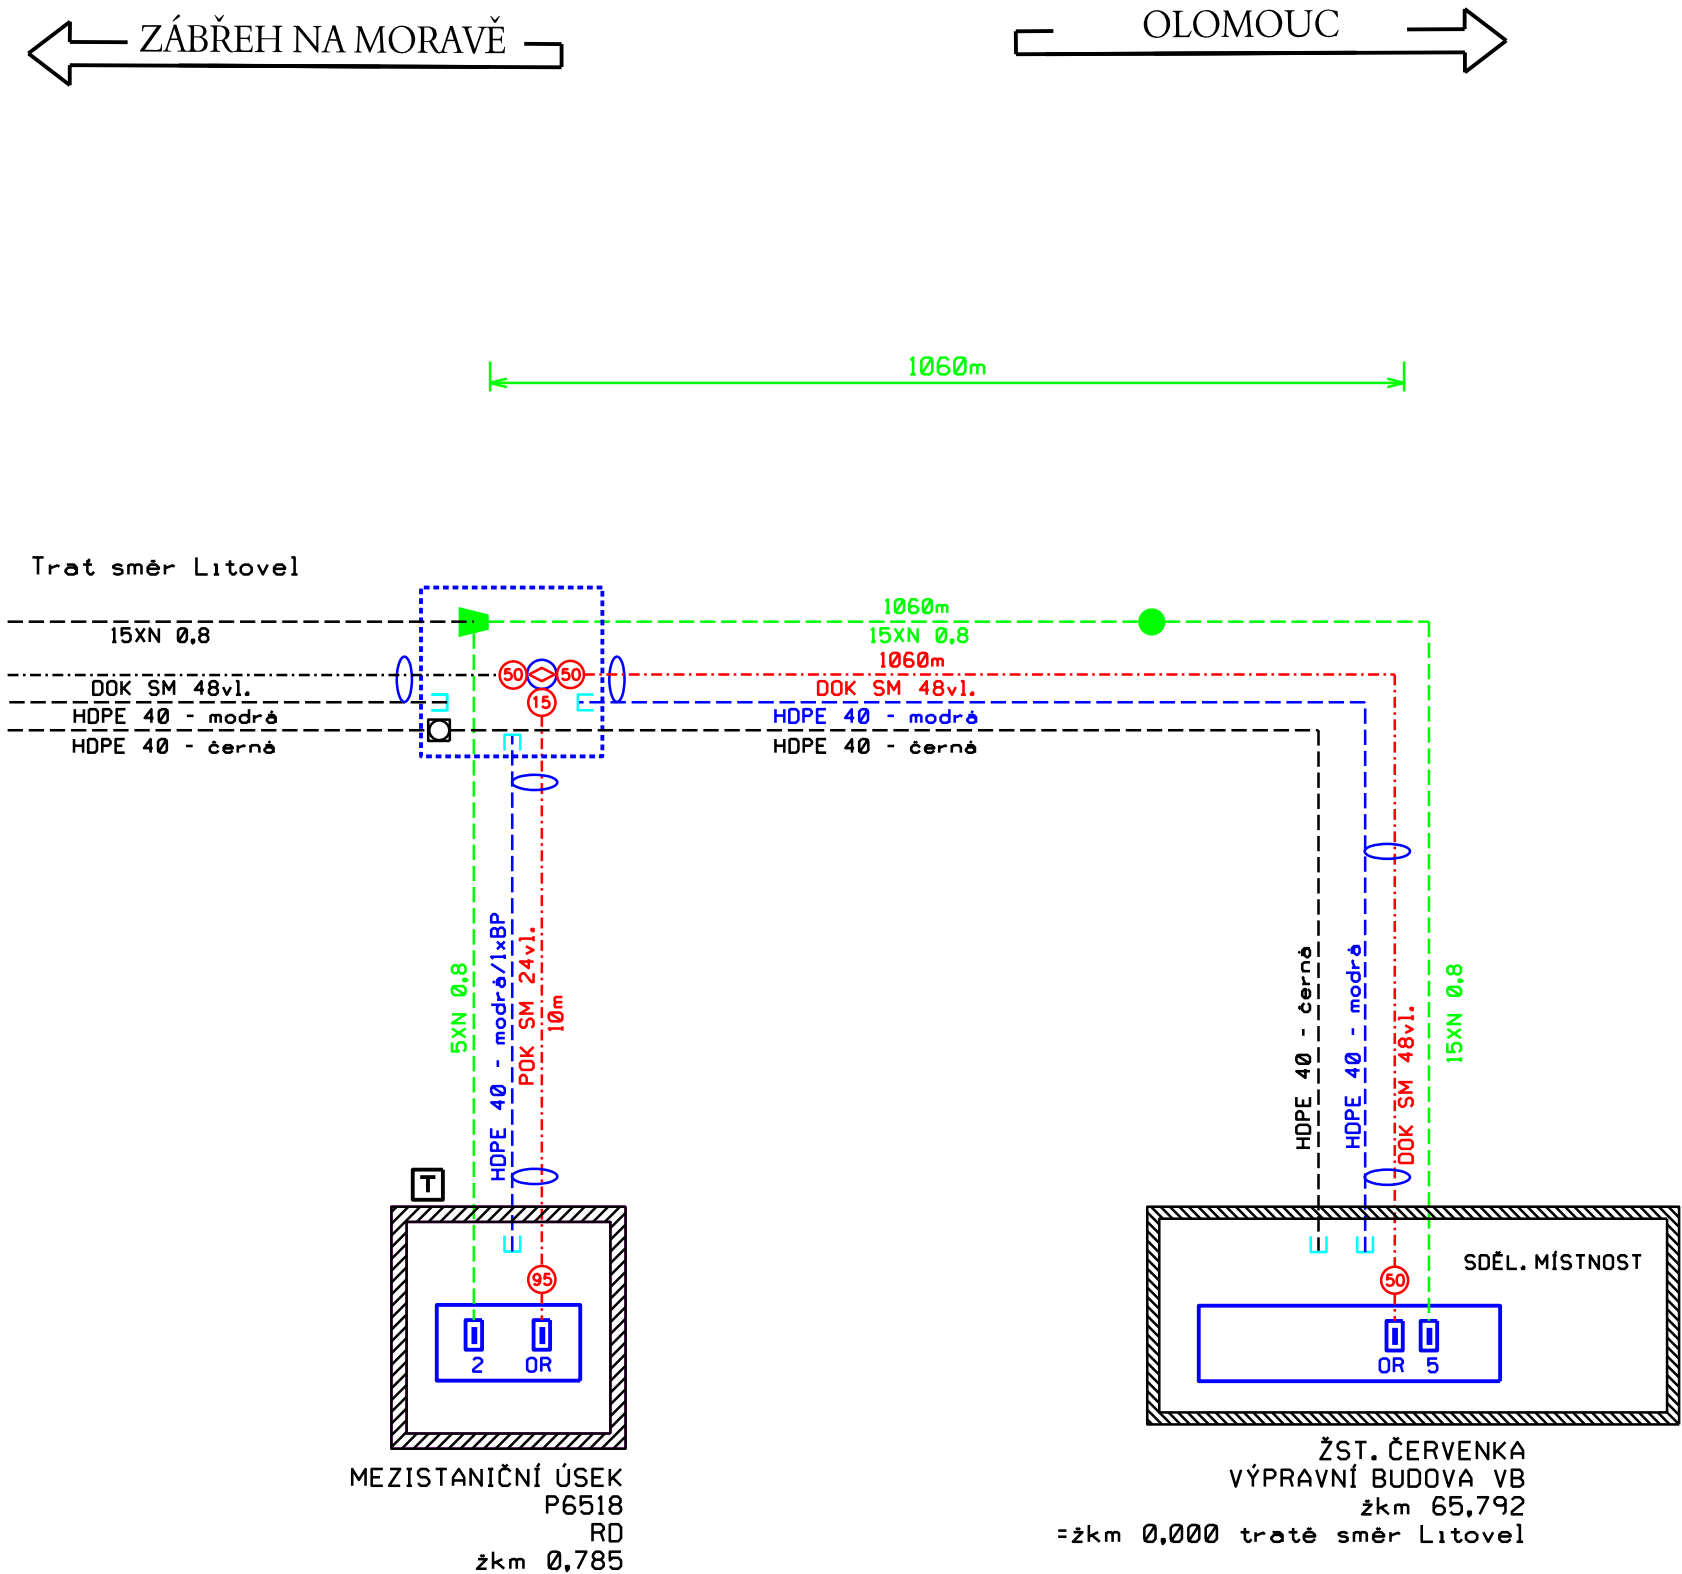 ZÁBŘEH NA MORAVĚ
OLOMOUC
1060m
Trať směr Litovel
15XN 0,8
1060m
15XN 0,8
1060m
50
50
DOK SM 48vl.
DOK SM 48vl.
15
HDPE 40 - modrá
HDPE 40 - modrá
HDPE 40 - černá
HDPE 40 - černá
5XN 0,8
HDPE 40 - modrá/1xBP
POK SM 24vl.
10m
HDPE 40 - černá
HDPE 40 - modrá
DOK SM 48vl.
15XN 0,8
T
SDĚL. MÍSTNOST
95
50
2
OR
OR
5
MEZISTANIČNÍ ÚSEK
P6518
RD
žkm 0,785
ŽST. ČERVENKA
VÝPRAVNÍ BUDOVA VB
žkm 65,792
=žkm 0,000 tratě směr Litovel